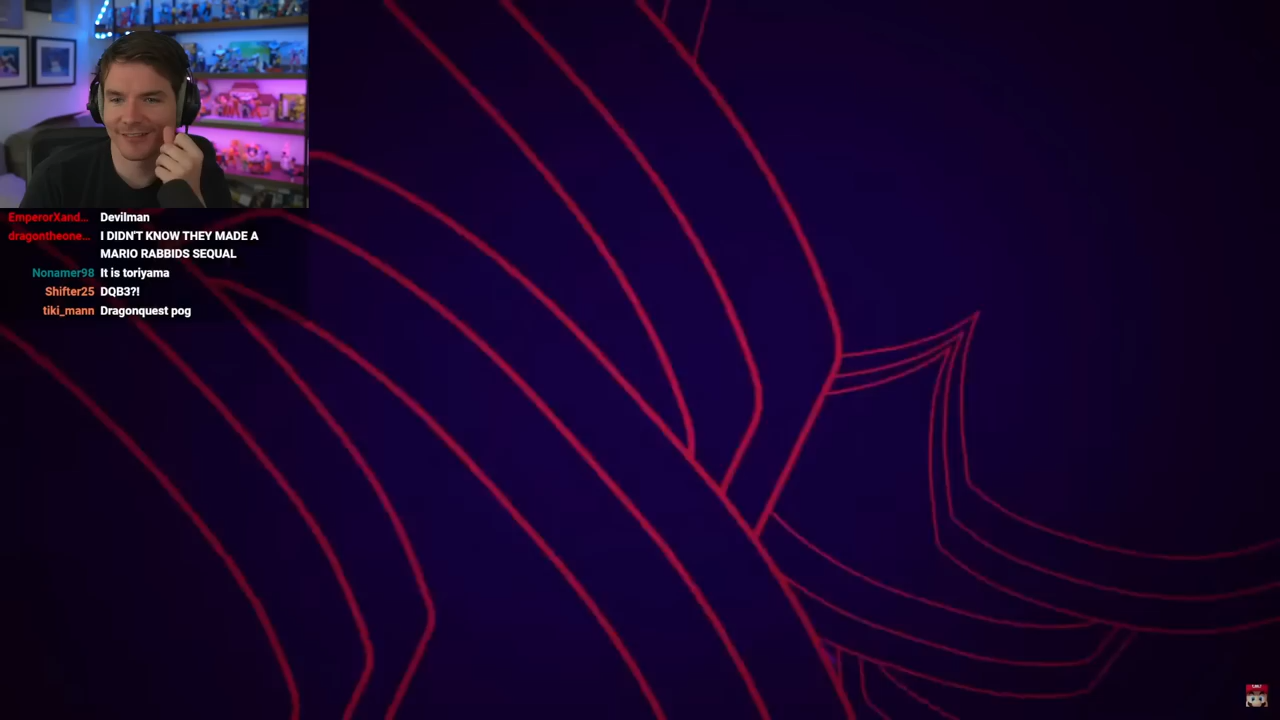 EmperorXand... Devilman
dragontheone... I DIDN'T KNOW THEY MADE A
MARIO RABBIDS SEQUAL
Nonamer98 It is toriyama
Shifter25 DQB3?!
tiki_mann Dragonquest pog